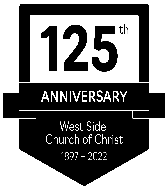 125th
ANNIVERSARY
West Side
Church of Christ
1897 - 2022